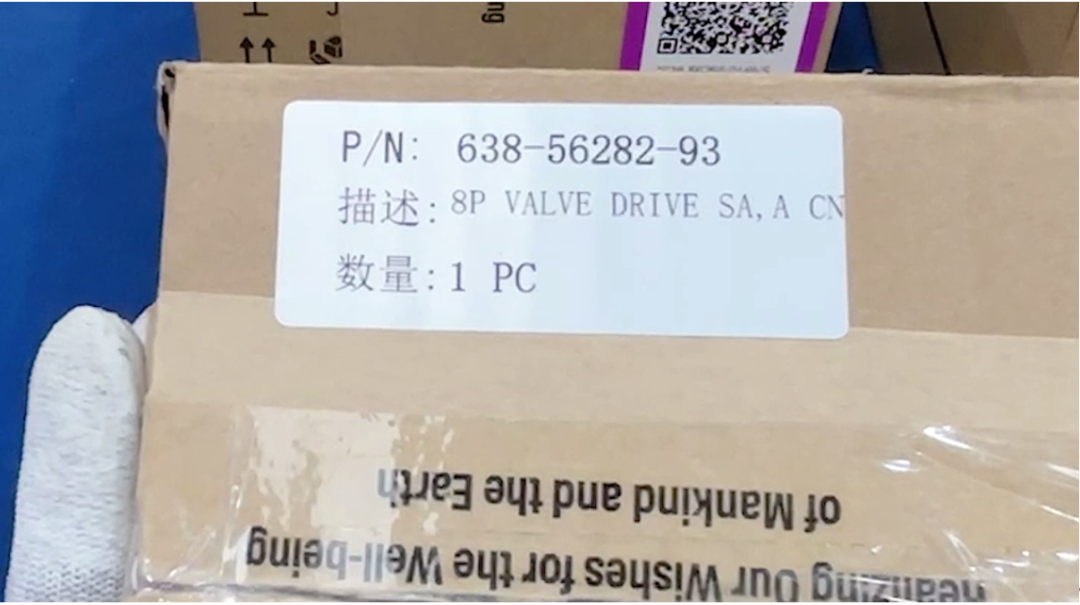 ng
P/N: 638-56282-93
描述: 8P VALVE DRIVE SA, A CN
数量: 1 PC
of Mankind and the Earth
Our Wishes for the Well-being